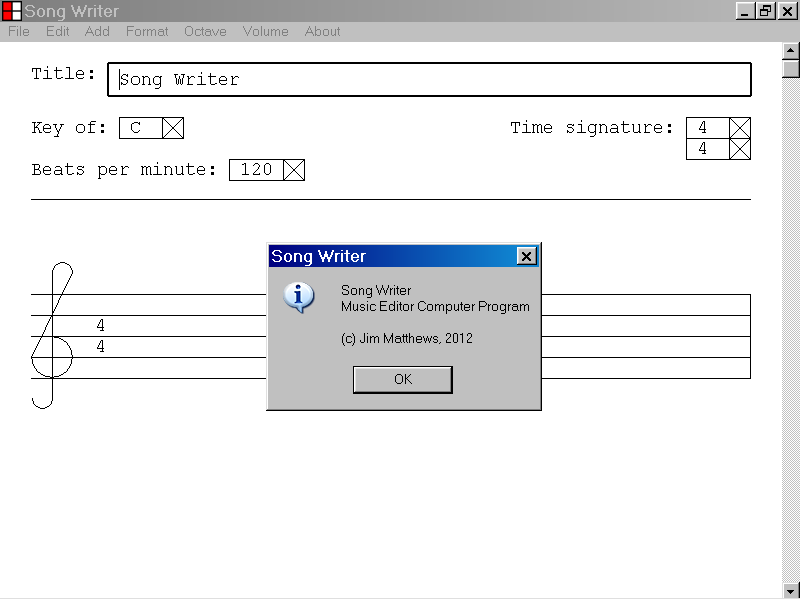 Song Writer
File Edit Add Format Octave Volume About
Title: Song Writer
Key of: C Time signature: 4
4
Beats per minute: 120
Song Writer
Song Writer
Music Editor Computer Program
(c) Jim Matthews, 2012
OK
4
4